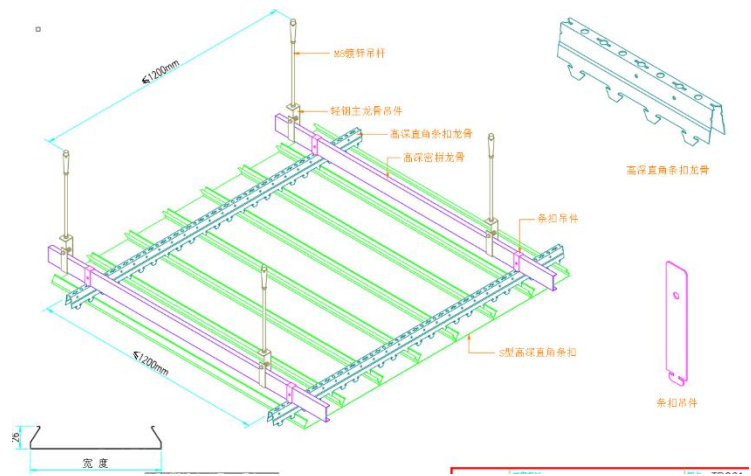 ≤1200mm
M8镀锌吊杆
轻钢主龙骨吊件
高深直角条扣龙骨
高深密拼龙骨
高深直角条扣龙骨
条扣吊件
S型高深直角条扣
≤1200mm
条扣吊件
26
宽 度